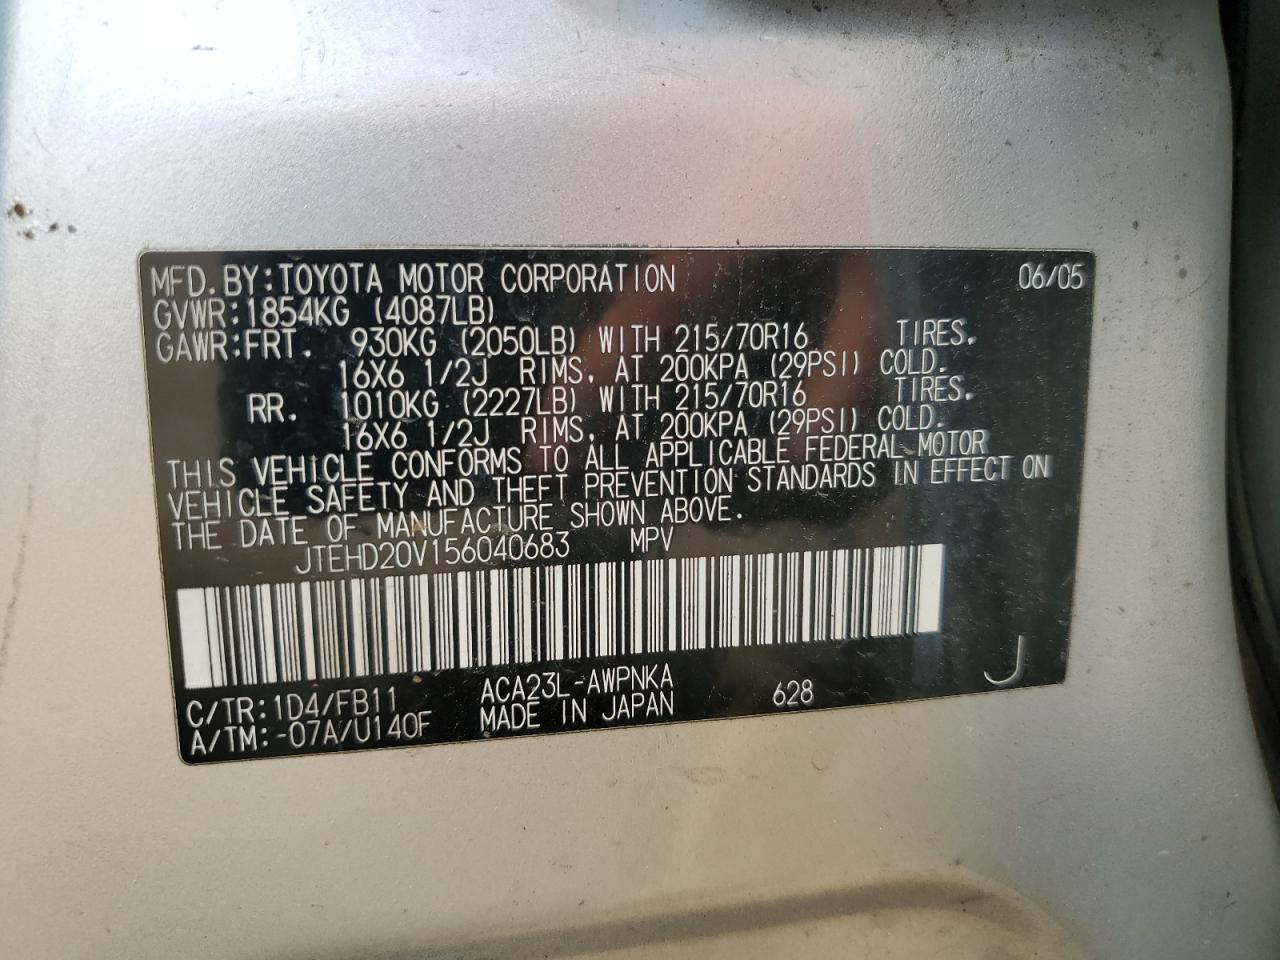 MFD. BY: TOYOTA MOTOR CORPORATION 06/05
GVWR: 1854KG (4087LB)
GAWR: FRT. 930KG (2050LB) WITH 215/70R16 TIRES.
16X6 1/2J RIMS, AT 200KPA (29PSI) COLD.
RR. 1010KG (2227LB) WITH 215/70R16 TIRES.
16X6 1/2J RIMS, AT 200KPA (29PSI) COLD.
THIS VEHICLE CONFORMS TO ALL APPLICABLE FEDERAL MOTOR
VEHICLE SAFETY AND THEFT PREVENTION STANDARDS IN EFFECT ON
THE DATE OF MANUFACTURE SHOWN ABOVE.
JTEHD20V156040683 MPV
C/TR: 1D4/FB11 ACA23L-AWPNKA 628 J
A/TM: -07A/U140F MADE IN JAPAN